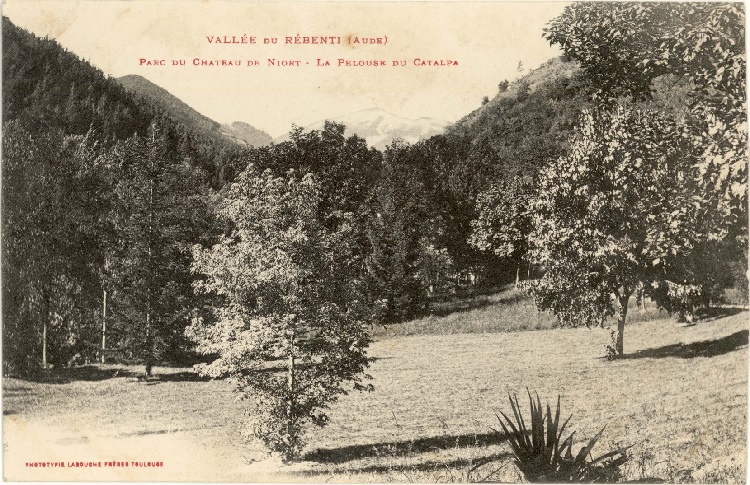 VALLÉE DU RÉBENTI (AUDE)
PARC DU CHATEAU DE NIORT - LA PELOUSE DU CATALPA
PHOTOTYPIE LABOUCHE FRÈRES TOULOUSE